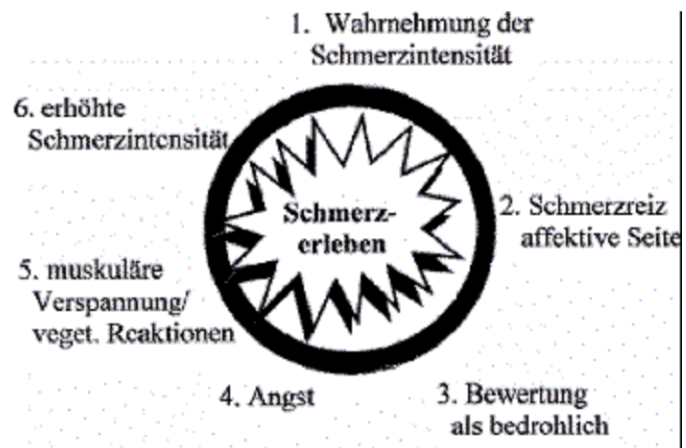 1. Wahrnehmung der
Schmerzintensität
2. Schmerzreiz
affektive Seite
3. Bewertung
als bedrohlich
4. Angst
5. muskuläre
Verspannung/
veget. Reaktionen
6. erhöhte
Schmerzintensität
Schmerz-
erleben